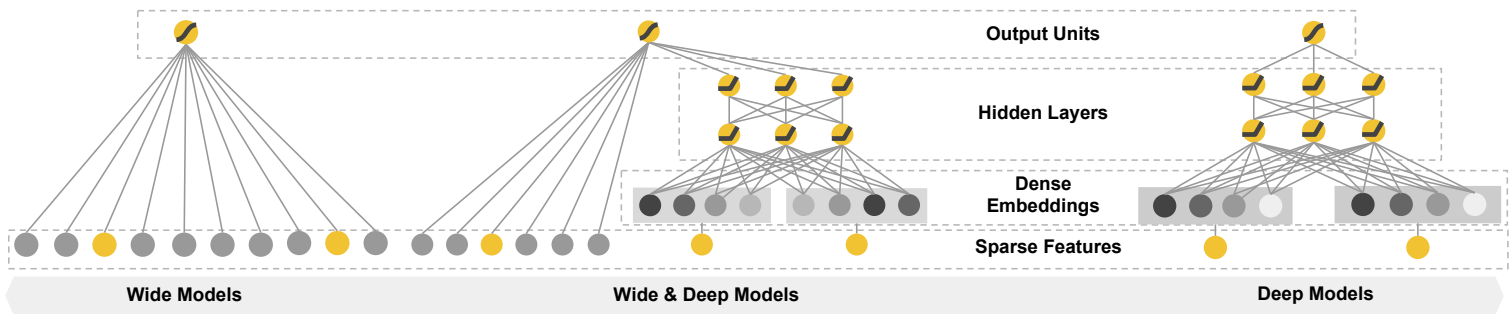 Output Units
Hidden Layers
Dense
Embeddings
Sparse Features
Wide Models
Wide & Deep Models
Deep Models